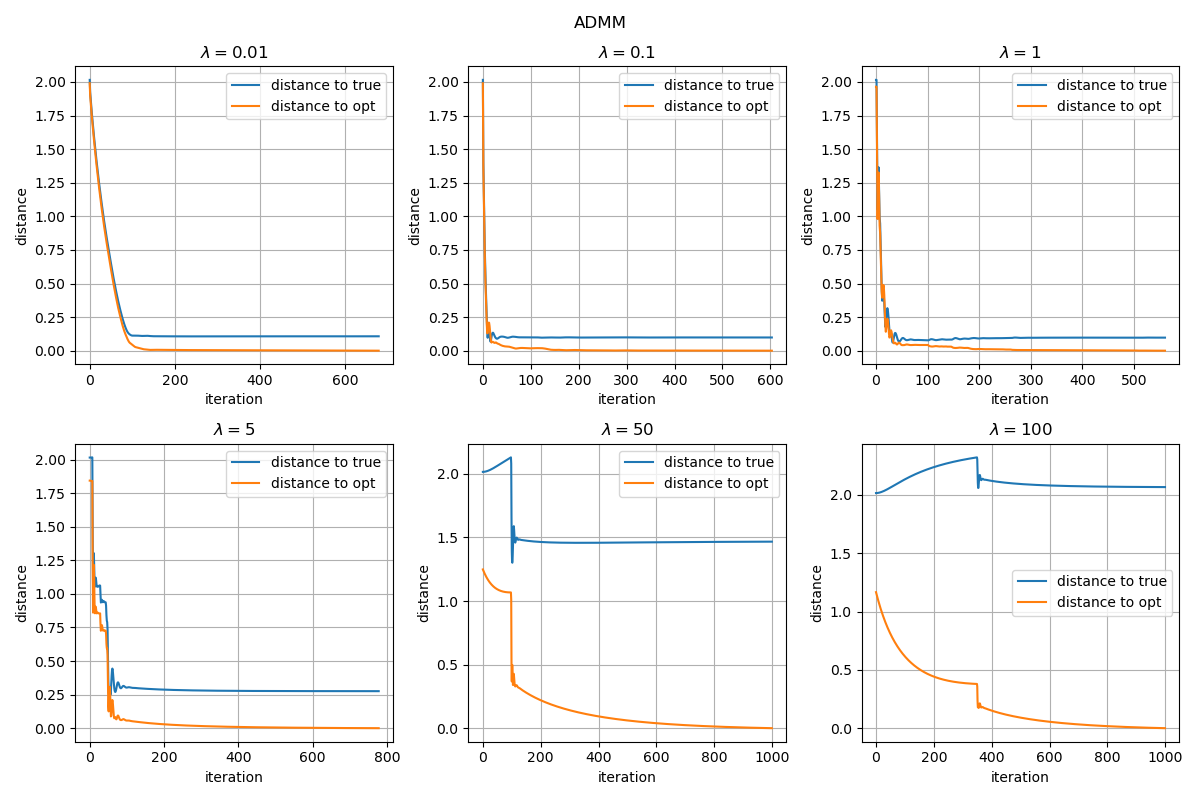 ADMM
λ = 0.01
distance to true
distance to opt
2.00
1.75
1.50
1.25
1.00
0.75
0.50
0.25
0.00
distance
0 200 400 600
iteration
λ = 0.1
distance to true
distance to opt
2.00
1.75
1.50
1.25
1.00
0.75
0.50
0.25
0.00
distance
0 100 200 300 400 500 600
iteration
λ = 1
distance to true
distance to opt
2.00
1.75
1.50
1.25
1.00
0.75
0.50
0.25
0.00
distance
0 100 200 300 400 500
iteration
λ = 5
distance to true
distance to opt
2.00
1.75
1.50
1.25
1.00
0.75
0.50
0.25
0.00
distance
0 200 400 600 800
iteration
λ = 50
distance to true
distance to opt
2.0
1.5
1.0
0.5
0.0
distance
0 200 400 600 800 1000
iteration
λ = 100
distance to true
distance to opt
2.0
1.5
1.0
0.5
0.0
distance
0 200 400 600 800 1000
iteration